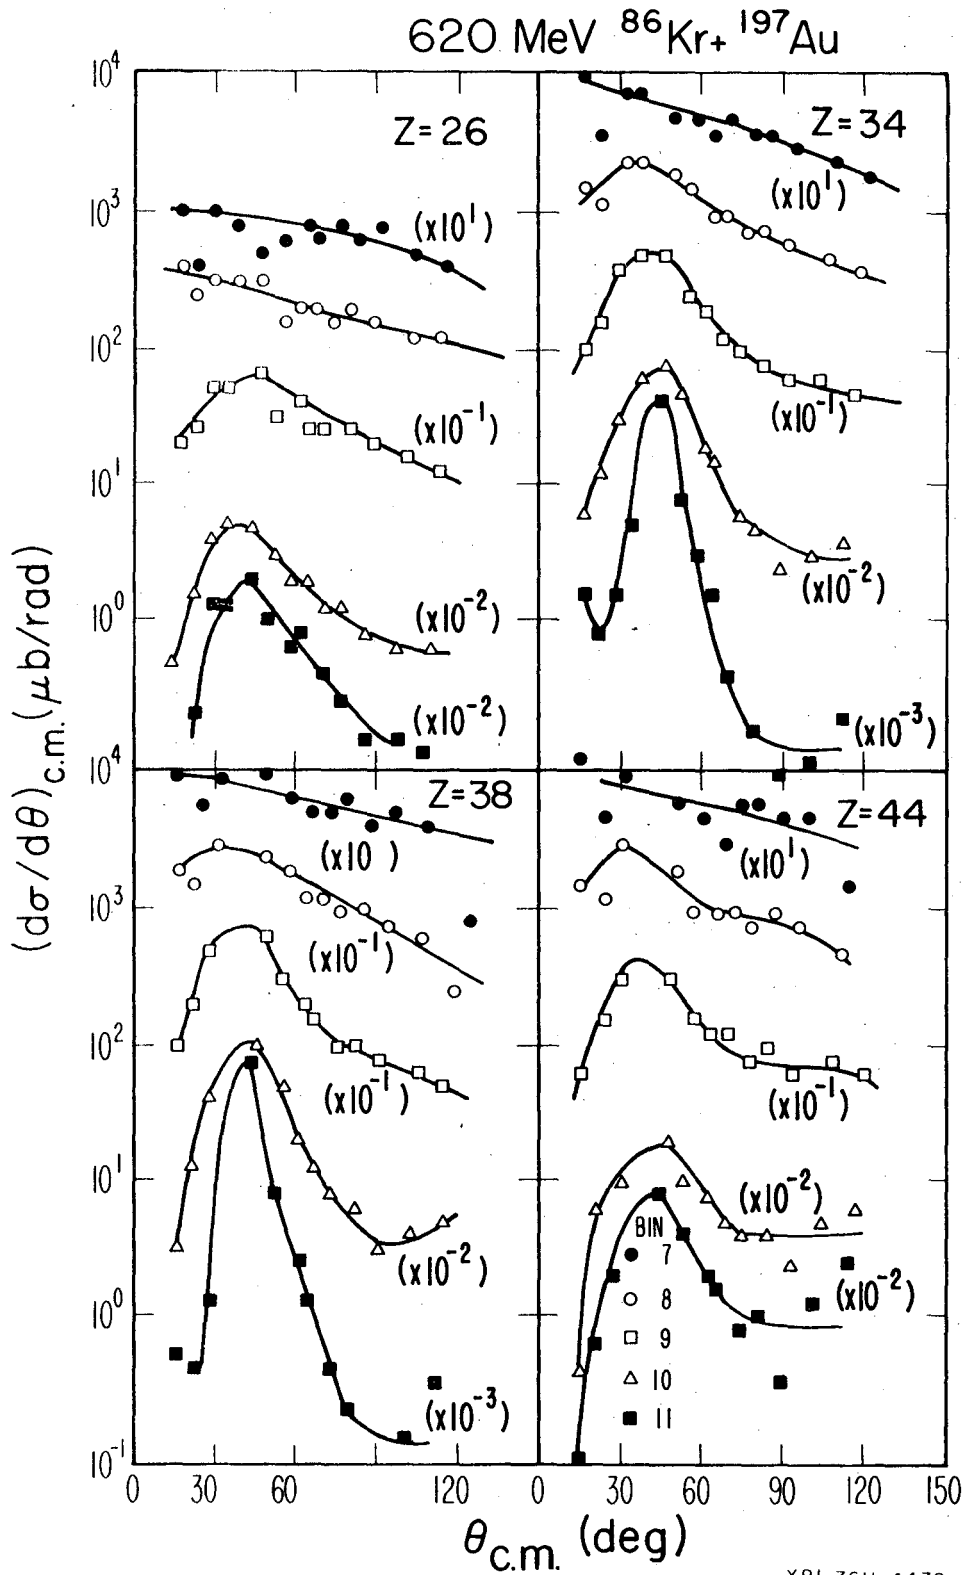 620 MeV ⁸⁶Kr+ ¹⁹⁷Au
10⁴
Z=26
10³
(x10¹)
10²
(x10⁻¹)
10¹
10⁰
(x10⁻²)
(x10⁻²)
Z=34
(x10¹)
(x10⁻¹)
(x10⁻²)
(x10⁻³)
10⁴
Z=38
(x10 )
10³
(x10⁻¹)
10²
(x10⁻¹)
10¹
(x10⁻²)
10⁰
(x10⁻³)
10⁻¹
Z=44
(x10¹)
(x10⁻¹)
(x10⁻²)
BIN
7
(x10⁻²)
8
9
10
11
0 30 60 120 0 30 60 90 120 150
(dσ/dθ)c.m.(μb/rad)
θc.m. (deg)